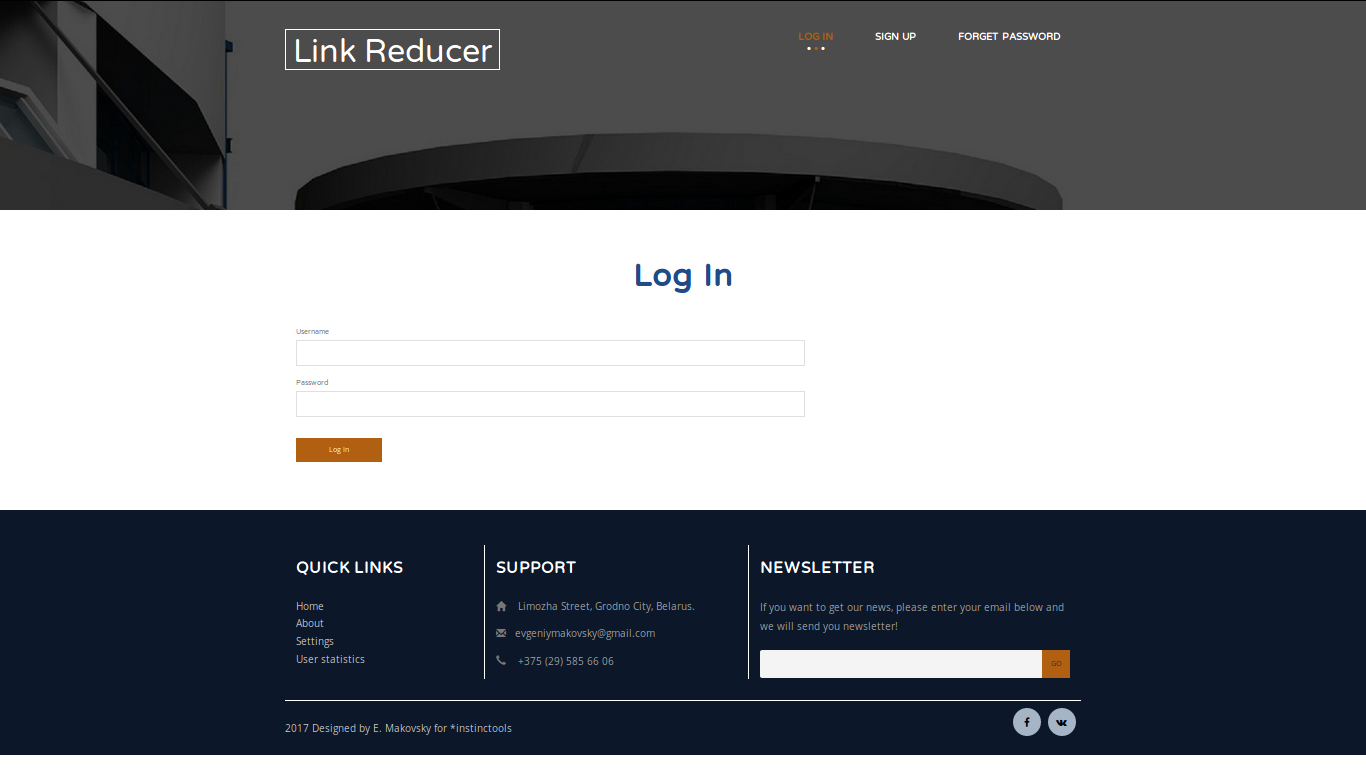 Link Reducer
LOG IN
SIGN UP
FORGET PASSWORD
Log In
Username
Password
Log In
QUICK LINKS
Home
About
Settings
User statistics
SUPPORT
Limozha Street, Grodno City, Belarus.
evgeniymakovsky@gmail.com
+375 (29) 585 66 06
NEWSLETTER
If you want to get our news, please enter your email below and
we will send you newsletter!
GO
2017 Designed by E. Makovsky for *instinctools